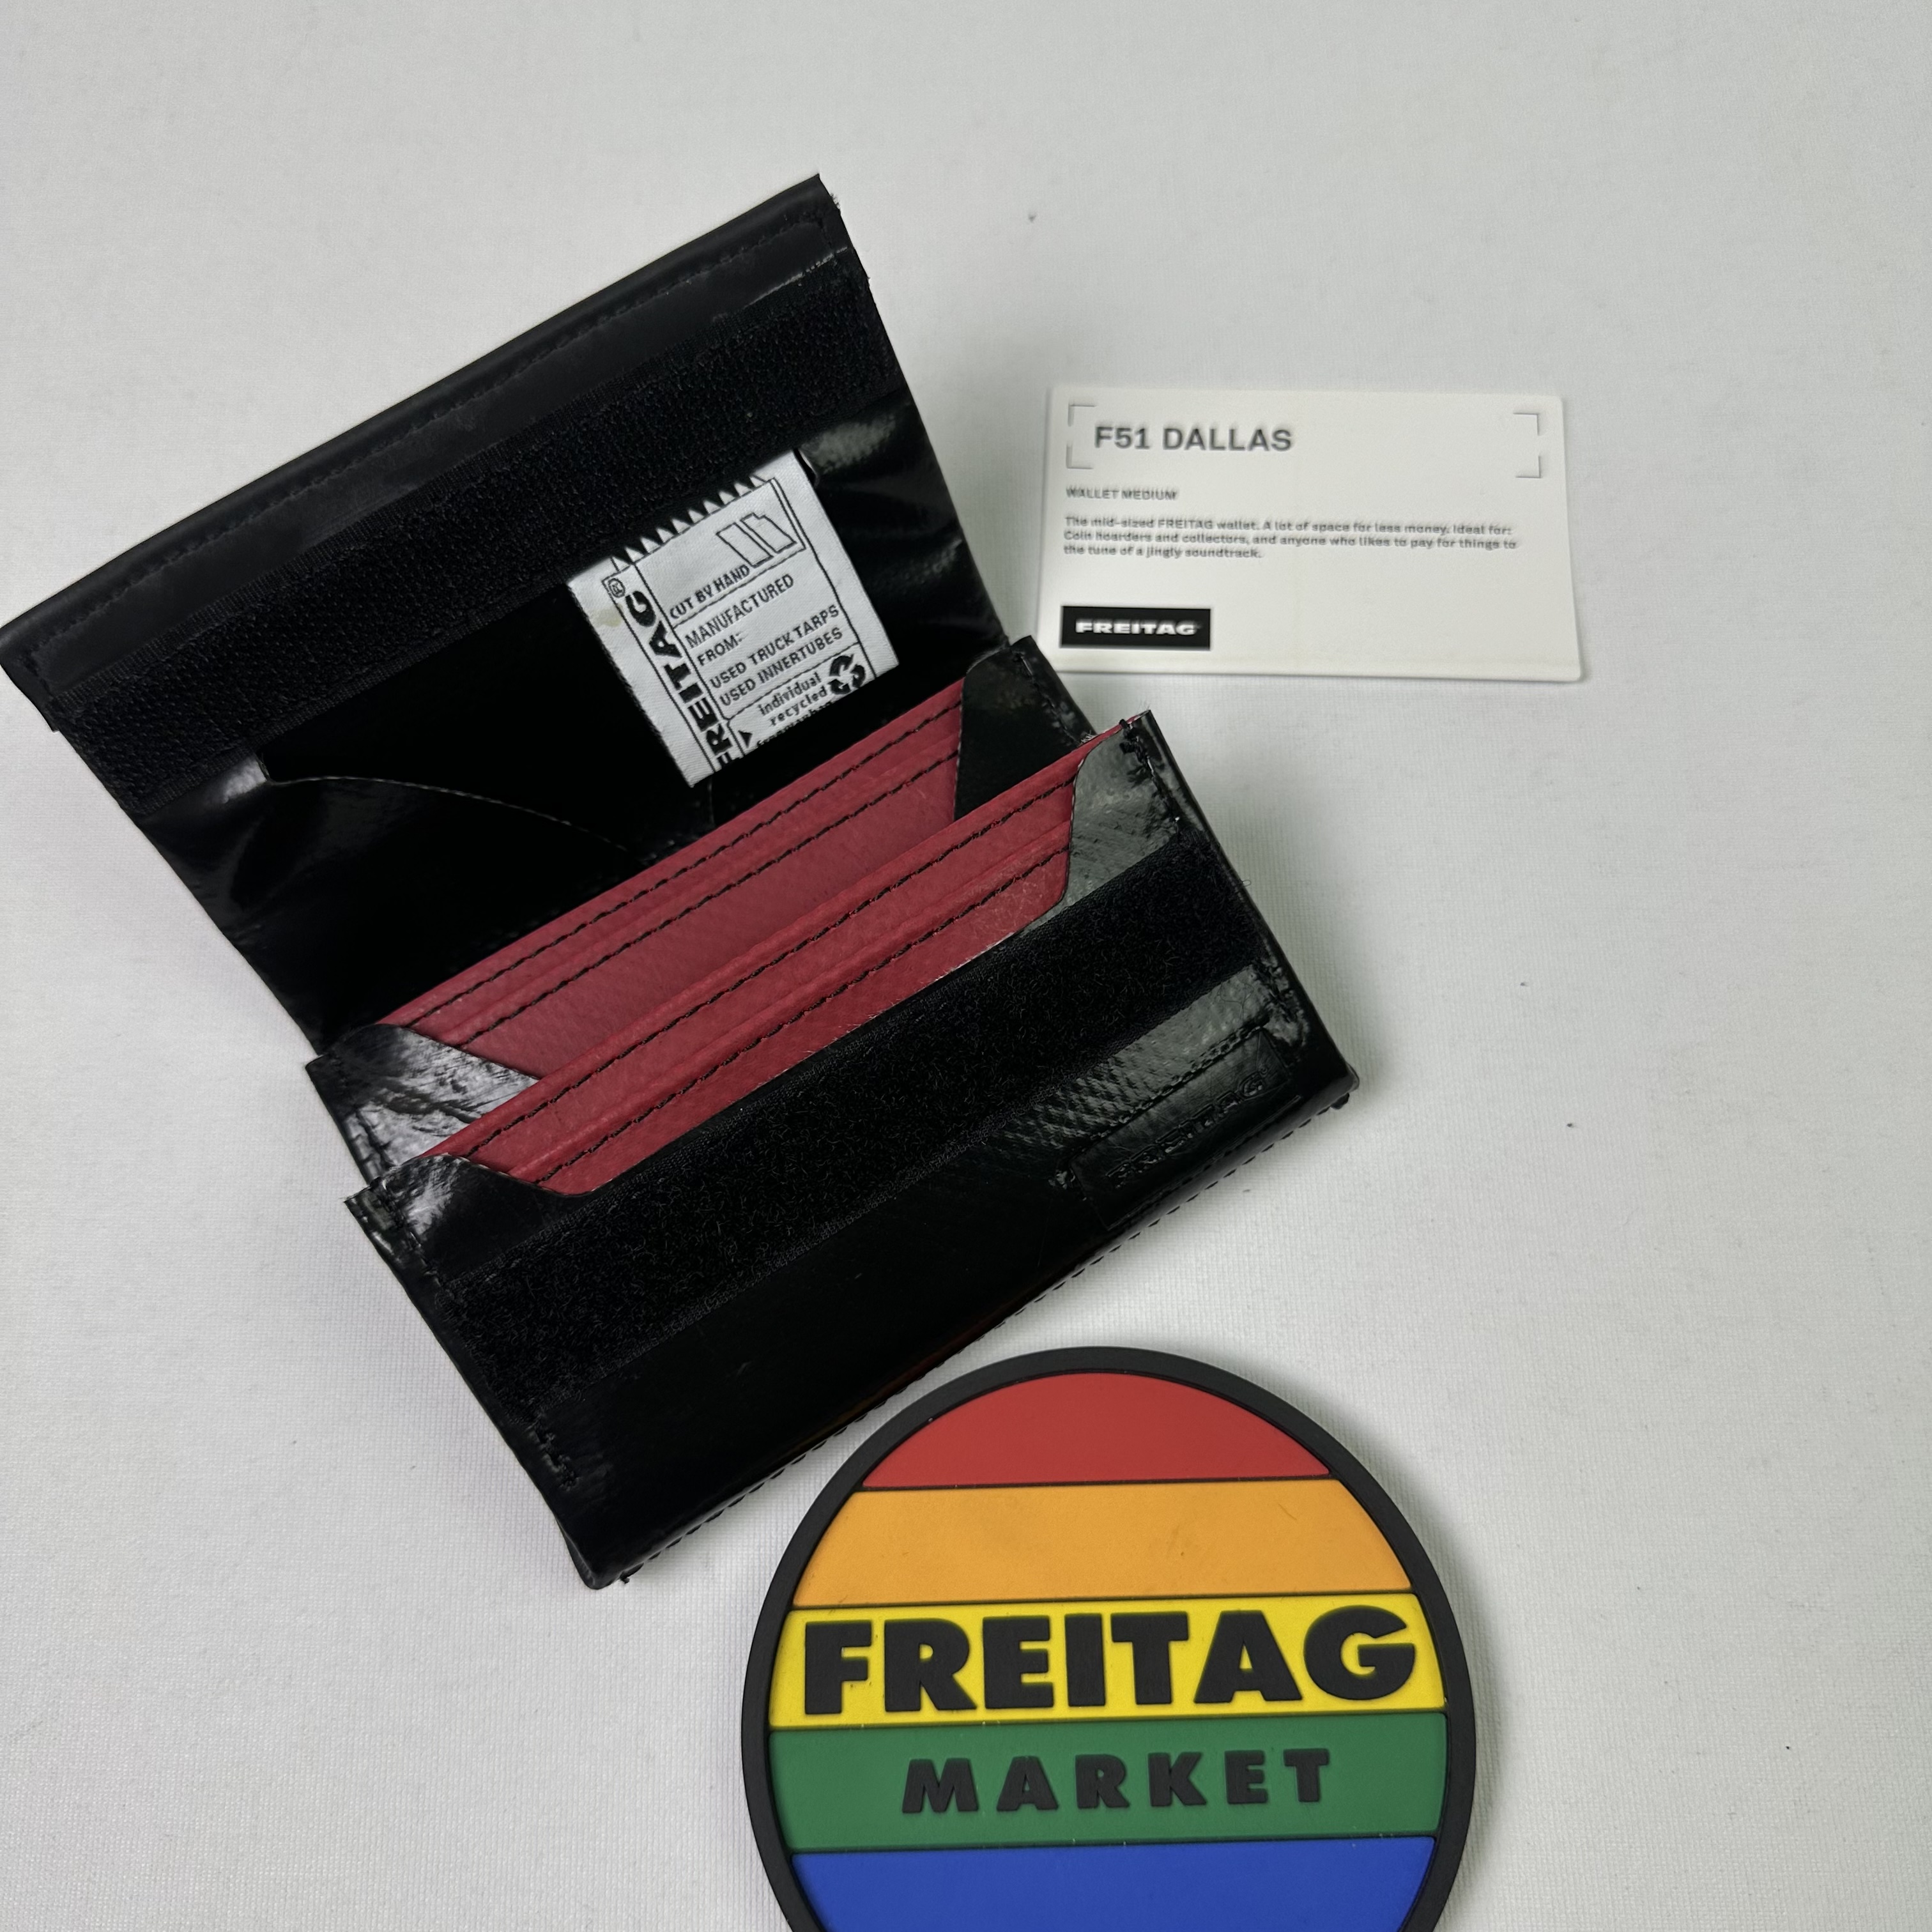 F51 DALLAS
WALLET MEDIUM
The mid-sized FREITAG wallet. A lot of space for less money. Ideal for:
Coin hoarders and collectors, and anyone who likes to pay for things to
the tune of a jingly soundtrack.
FREITAG
FREITAG®
CUT BY HAND
MANUFACTURED
FROM:
USED TRUCK TARPS
USED INNERTUBES
individual
recycled
FREITAG
FREITAG
MARKET